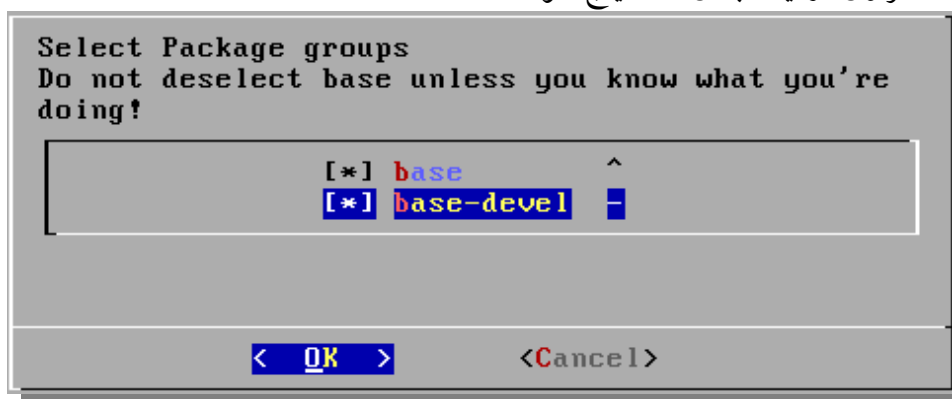 Select Package groups
Do not deselect base unless you know what you're
doing!
[*] base ^
[*] base-devel -
< OK > <Cancel>